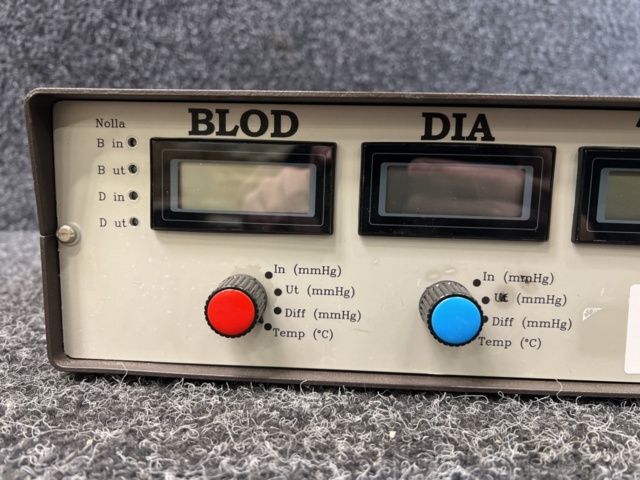 Nolla
B in
B ut
D in
D ut
BLOD
In (mmHg)
Ut (mmHg)
Diff (mmHg)
Temp (°C)
DIA
In (mmHg)
Ut (mmHg)
Diff (mmHg)
Temp (°C)